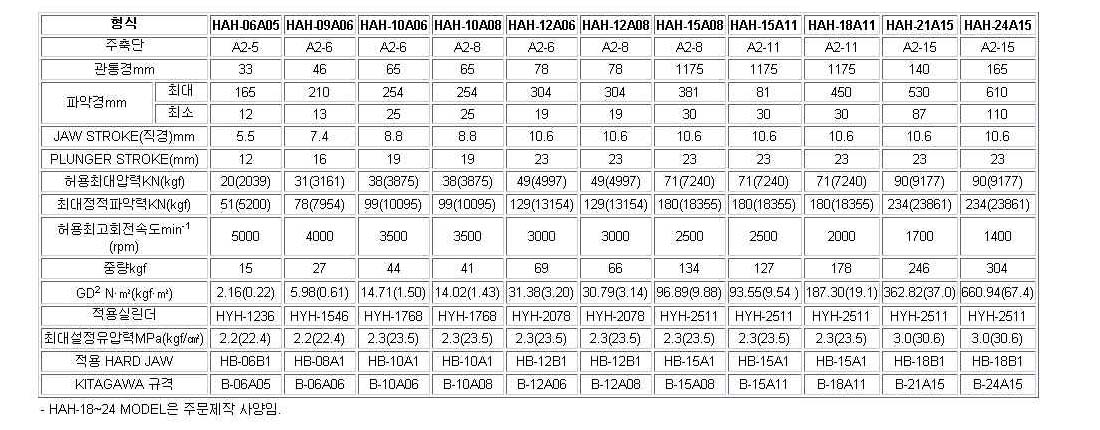 형식 HAH-06A05 HAH-09A06 HAH-10A06 HAH-10A08 HAH-12A06 HAH-12A08 HAH-15A08 HAH-15A11 HAH-18A11 HAH-21A15 HAH-24A15
주축단 A2-5 A2-6 A2-6 A2-8 A2-6 A2-8 A2-8 A2-11 A2-11 A2-15 A2-15
관통경mm 33 46 65 65 78 78 1175 1175 1175 140 165
파악경mm 최대 165 210 254 254 304 304 381 81 450 530 610
최소 12 13 25 25 19 19 30 30 30 87 110
JAW STROKE(직경)mm 5.5 7.4 8.8 8.8 10.6 10.6 10.6 10.6 10.6 10.6 10.6
PLUNGER STROKE(mm) 12 16 19 19 23 23 23 23 23 23 23
허용최대압력KN(kgf) 20(2039) 31(3161) 38(3875) 38(3875) 49(4997) 49(4997) 71(7240) 71(7240) 71(7240) 90(9177) 90(9177)
최대정적파악력KN(kgf) 51(5200) 78(7954) 99(10095) 99(10095) 129(13154) 129(13154) 180(18355) 180(18355) 180(18355) 234(23861) 234(23861)
허용최고회전속도min⁻¹
(rpm) 5000 4000 3500 3500 3000 3000 2500 2500 2000 1700 1400
중량kgf 15 27 44 41 69 66 134 127 178 246 304
GD² N·㎡(kgf·㎡) 2.16(0.22) 5.98(0.61) 14.71(1.50) 14.02(1.43) 31.38(3.20) 30.79(3.14) 96.89(9.88) 93.55(9.54 ) 187.30(19.1) 362.82(37.0) 660.94(67.4)
적용실린더 HYH-1236 HYH-1546 HYH-1768 HYH-1768 HYH-2078 HYH-2078 HYH-2511 HYH-2511 HYH-2511 HYH-2511 HYH-2511
최대설정유압력MPa(kgf/㎠) 2.2(22.4) 2.2(22.4) 2.3(23.5) 2.3(23.5) 2.3(23.5) 2.3(23.5) 2.3(23.5) 2.3(23.5) 2.3(23.5) 3.0(30.6) 3.0(30.6)
적용 HARD JAW HB-06B1 HB-08A1 HB-10A1 HB-10A1 HB-12B1 HB-12B1 HB-15A1 HB-15A1 HB-15A1 HB-18B1 HB-18B1
KITAGAWA 규격 B-06A05 B-06A06 B-10A06 B-10A08 B-12A06 B-12A08 B-15A08 B-15A11 B-18A11 B-21A15 B-24A15
- HAH-18~24 MODEL은 주문제작 사양임.